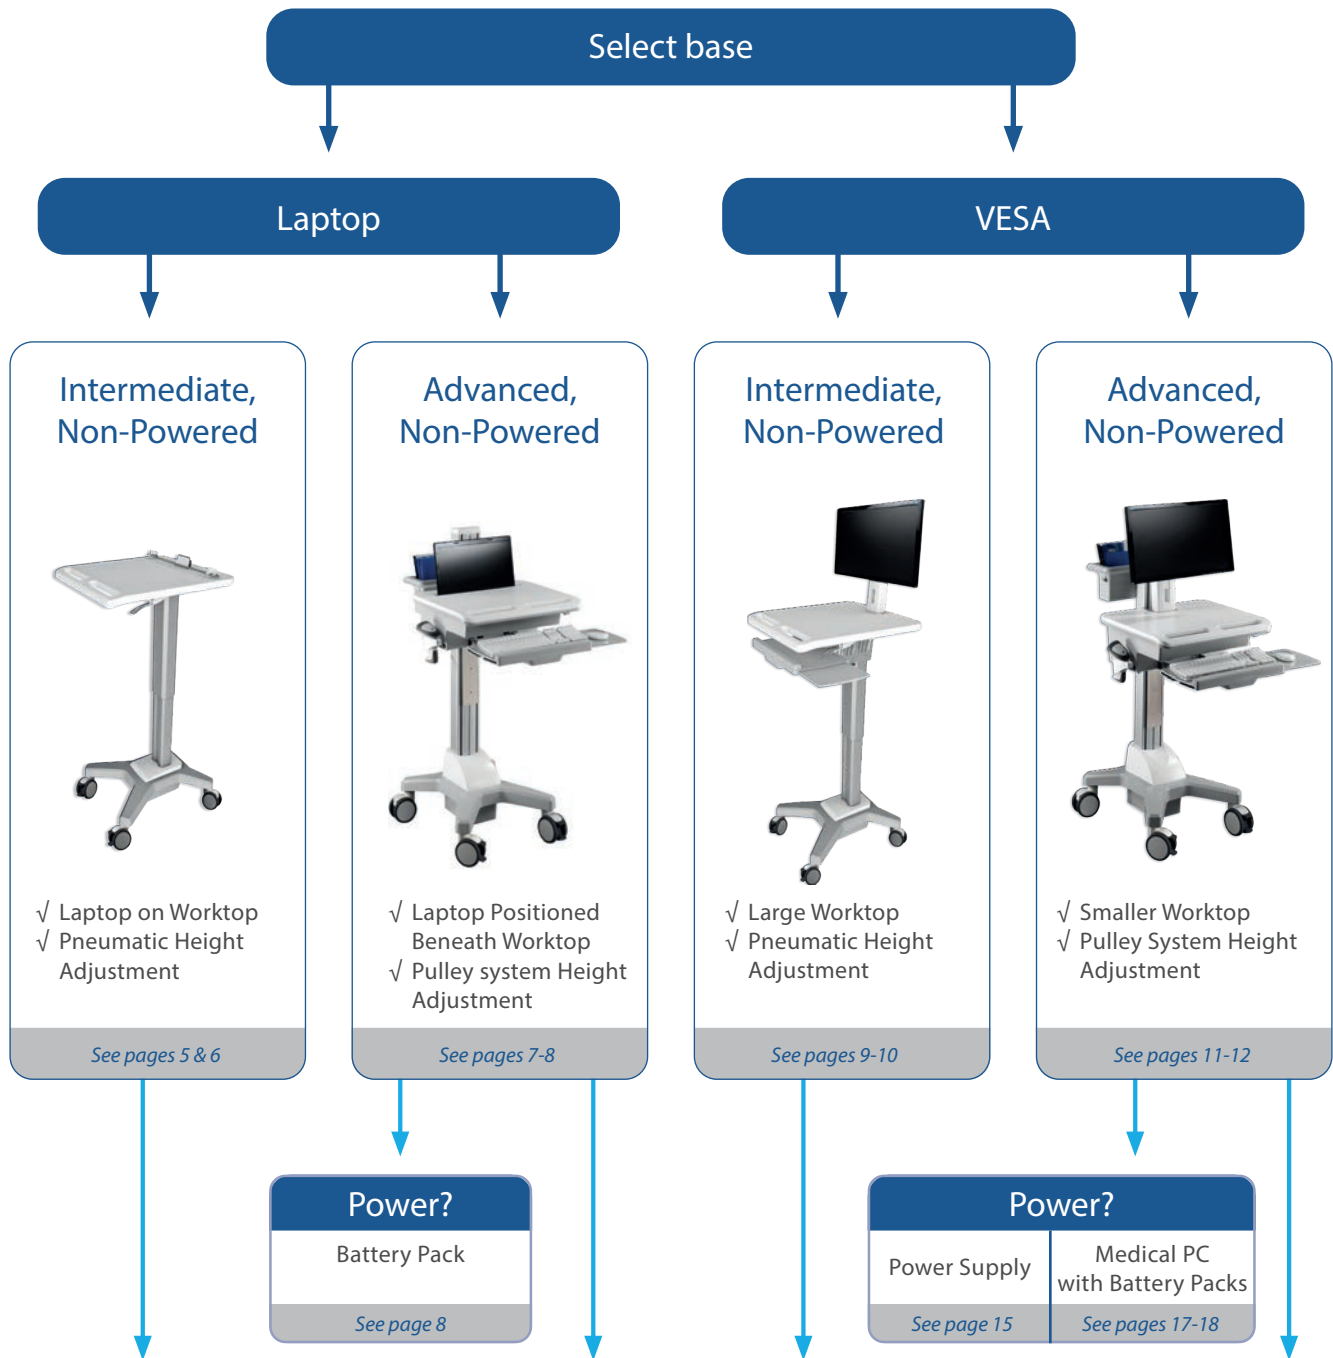 Select base
Laptop
VESA
Intermediate,
Non-Powered
√ Laptop on Worktop
√ Pneumatic Height
Adjustment
See pages 5 & 6
Advanced,
Non-Powered
√ Laptop Positioned
Beneath Worktop
√ Pulley system Height
Adjustment
See pages 7-8
Intermediate,
Non-Powered
√ Large Worktop
√ Pneumatic Height
Adjustment
See pages 9-10
Advanced,
Non-Powered
√ Smaller Worktop
√ Pulley System Height
Adjustment
See pages 11-12
Power?
Battery Pack
See page 8
Power?
Power Supply
See page 15
Medical PC
with Battery Packs
See pages 17-18